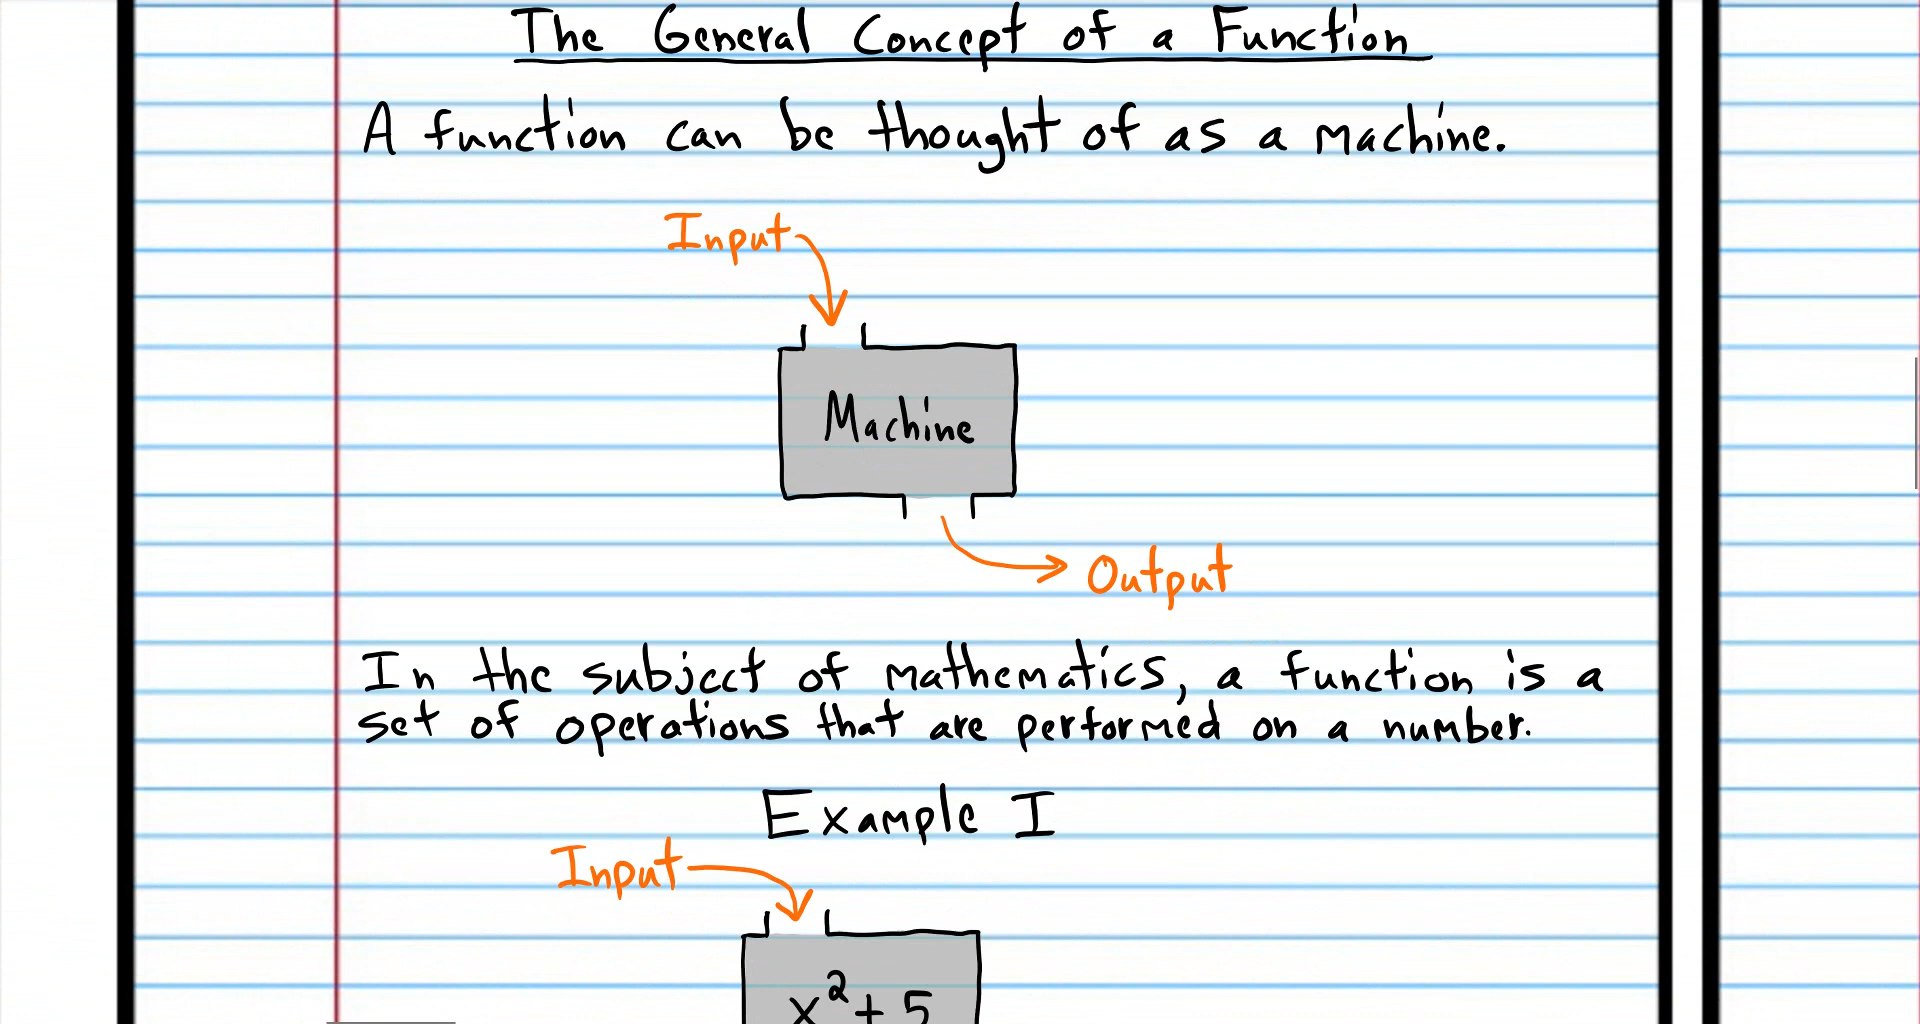 The General Concept of a Function
A function can be thought of as a machine.
Input
Machine
Output
In the subject of mathematics, a function is a
set of operations that are performed on a number.
Example I
Input
x² + 5